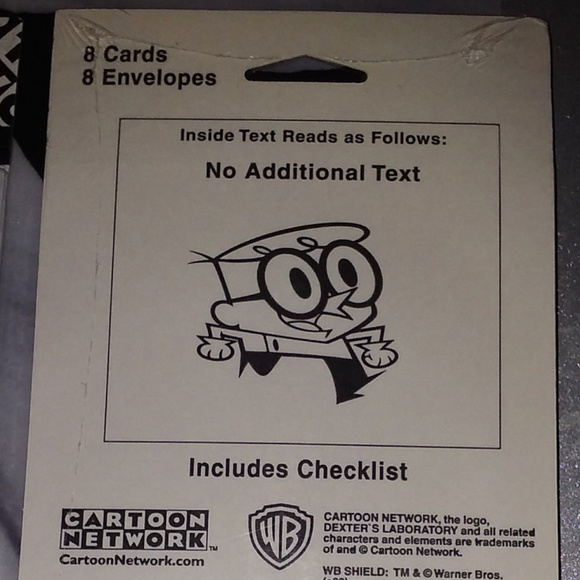 8 Cards
8 Envelopes
Inside Text Reads as Follows:
No Additional Text
Includes Checklist
CARTOON
NETWORK™
CartoonNetwork.com
WB
CARTOON NETWORK, the logo,
DEXTER'S LABORATORY and all related
characters and elements are trademarks
of and © Cartoon Network.
WB SHIELD: TM & © Warner Bros.